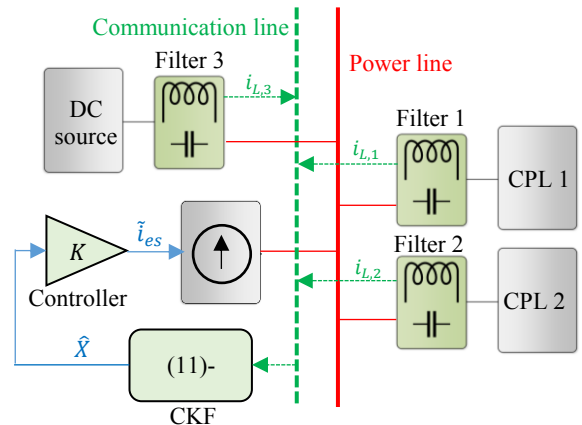 Communication line
Filter 3
Power line
DC
source
i_{L,3}
Filter 1
i_{L,1}
CPL 1
K
ĩ_{es}
Filter 2
Controller
i_{L,2}
CPL 2
X̂
(11)-
CKF